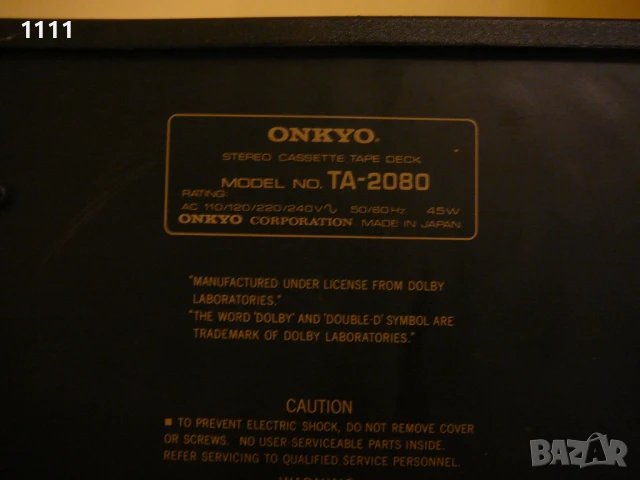 1111
ONKYO.
STEREO CASSETTE TAPE DECK
MODEL NO. TA-2080
RATING:
AC 110/120/220/240V∿ 50/60Hz 45W
ONKYO CORPORATION MADE IN JAPAN
"MANUFACTURED UNDER LICENSE FROM DOLBY
LABORATORIES."
"THE WORD 'DOLBY' AND 'DOUBLE-D' SYMBOL ARE
TRADEMARK OF DOLBY LABORATORIES."
CAUTION
■ TO PREVENT ELECTRIC SHOCK, DO NOT REMOVE COVER
OR SCREWS. NO USER-SERVICEABLE PARTS INSIDE.
REFER SERVICING TO QUALIFIED SERVICE PERSONNEL.
BAZAR